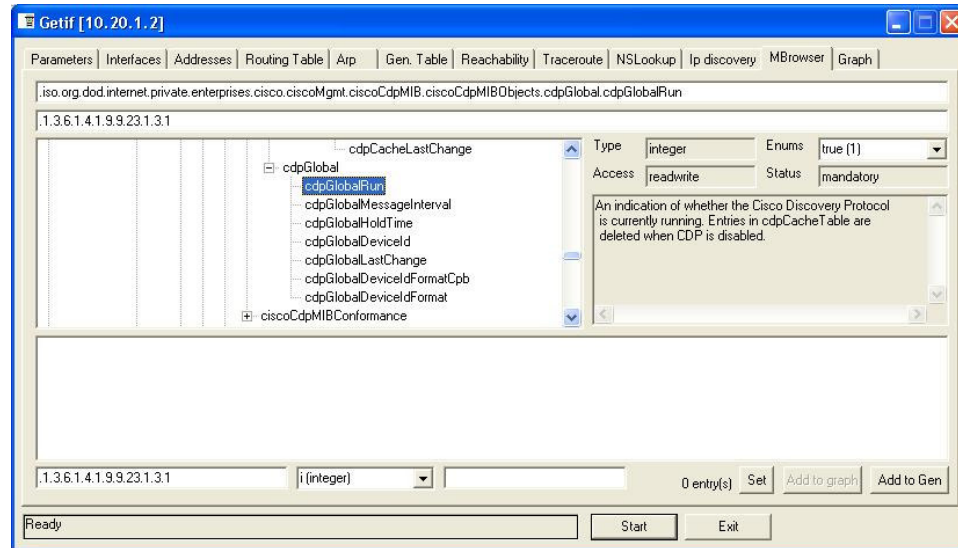 Getif [10.20.1.2]
Parameters Interfaces Addresses Routing Table Arp Gen. Table Reachability Traceroute NSLookup Ip discovery MBrowser Graph
.iso.org.dod.internet.private.enterprises.cisco.ciscoMgmt.ciscoCdpMIB.ciscoCdpMIBObjects.cdpGlobal.cdpGlobalRun
.1.3.6.1.4.1.9.9.23.1.3.1
cdpCacheLastChange
cdpGlobal
cdpGlobalRun
cdpGlobalMessageInterval
cdpGlobalHoldTime
cdpGlobalDeviceId
cdpGlobalLastChange
cdpGlobalDeviceIdFormatCpb
cdpGlobalDeviceIdFormat
ciscoCdpMIBConformance
Type integer Enums true (1)
Access readwrite Status mandatory
An indication of whether the Cisco Discovery Protocol
is currently running. Entries in cdpCacheTable are
deleted when CDP is disabled.
.1.3.6.1.4.1.9.9.23.1.3.1 i (integer) 0 entry(s) Set Add to graph Add to Gen
Ready Start Exit